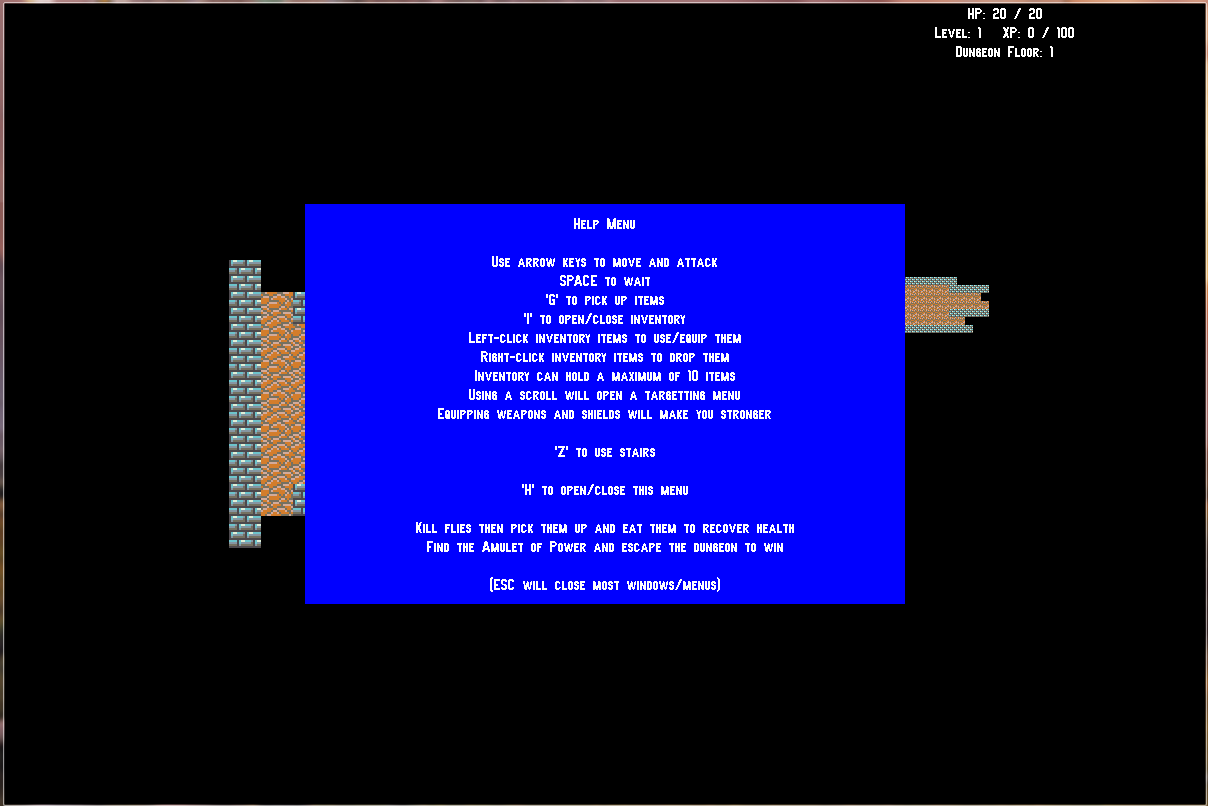 HP: 20 / 20
Level: 1 XP: 0 / 100
Dungeon Floor: 1
Help Menu
Use arrow keys to move and attack
SPACE to wait
'G' to pick up items
'I' to open/close inventory
Left-click inventory items to use/equip them
Right-click inventory items to drop them
Inventory can hold a maximum of 10 items
Using a scroll will open a targetting menu
Equipping weapons and shields will make you stronger
'Z' to use stairs
'H' to open/close this menu
Kill flies then pick them up and eat them to recover health
Find the Amulet of Power and escape the dungeon to win
(ESC will close most windows/menus)